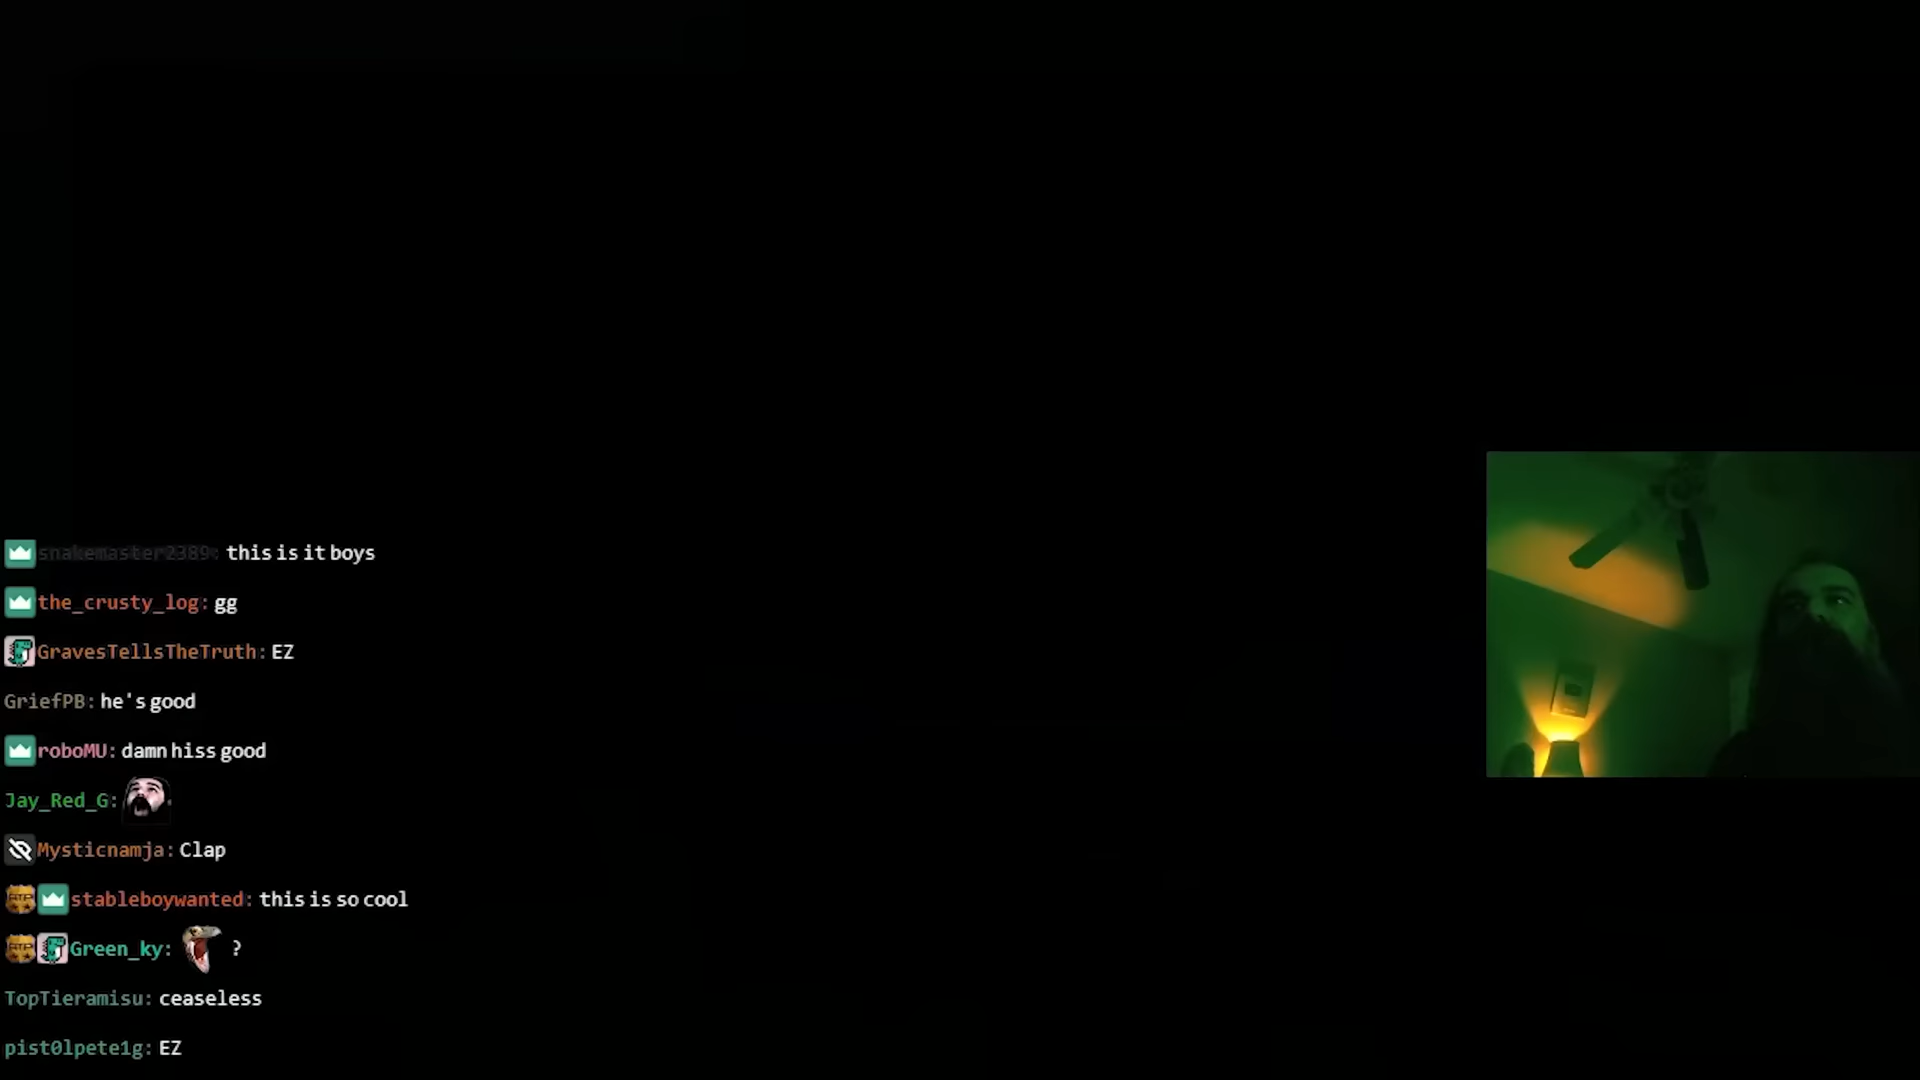 snakemaster2389: this is it boys
the_crusty_log: gg
GravesTellsTheTruth: EZ
GriefPB: he's good
roboMU: damn hiss good
Jay_Red_G:
Mysticnamja: Clap
stableboywanted: this is so cool
Green_ky: ?
TopTieramisu: ceaseless
pist0lpete1g: EZ